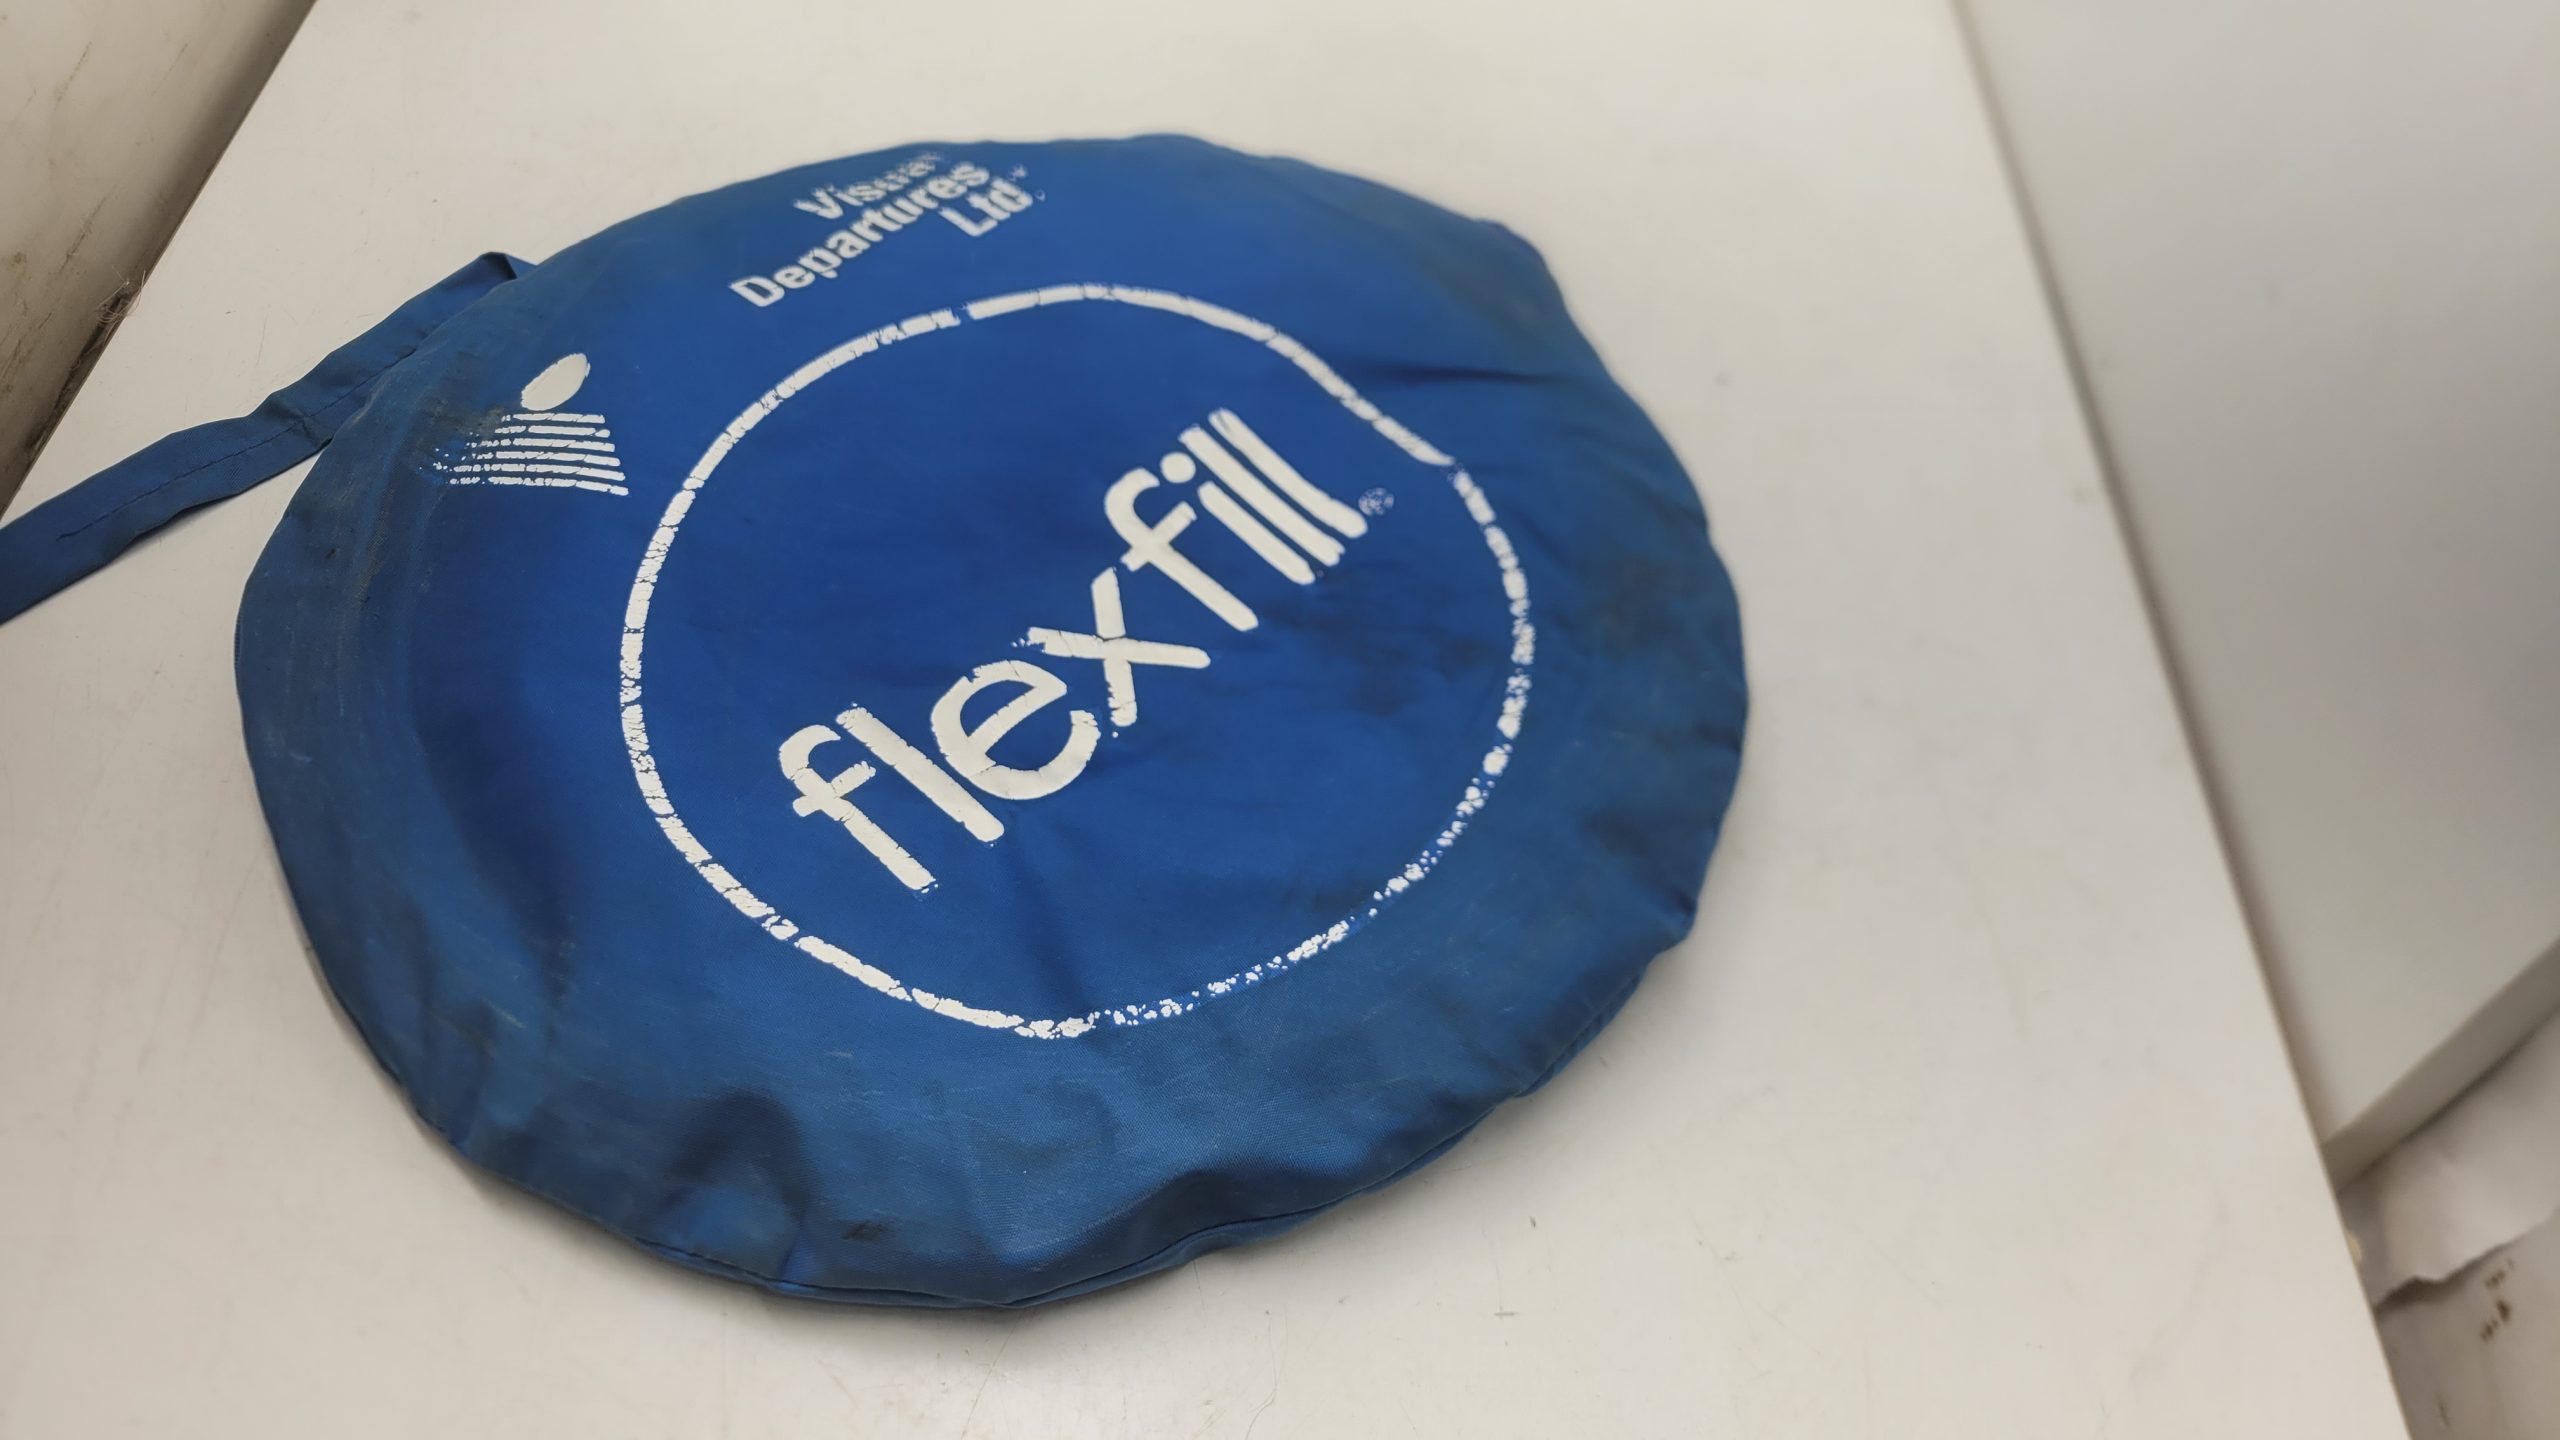 Visual
Departures
Ltd.
flexfill®